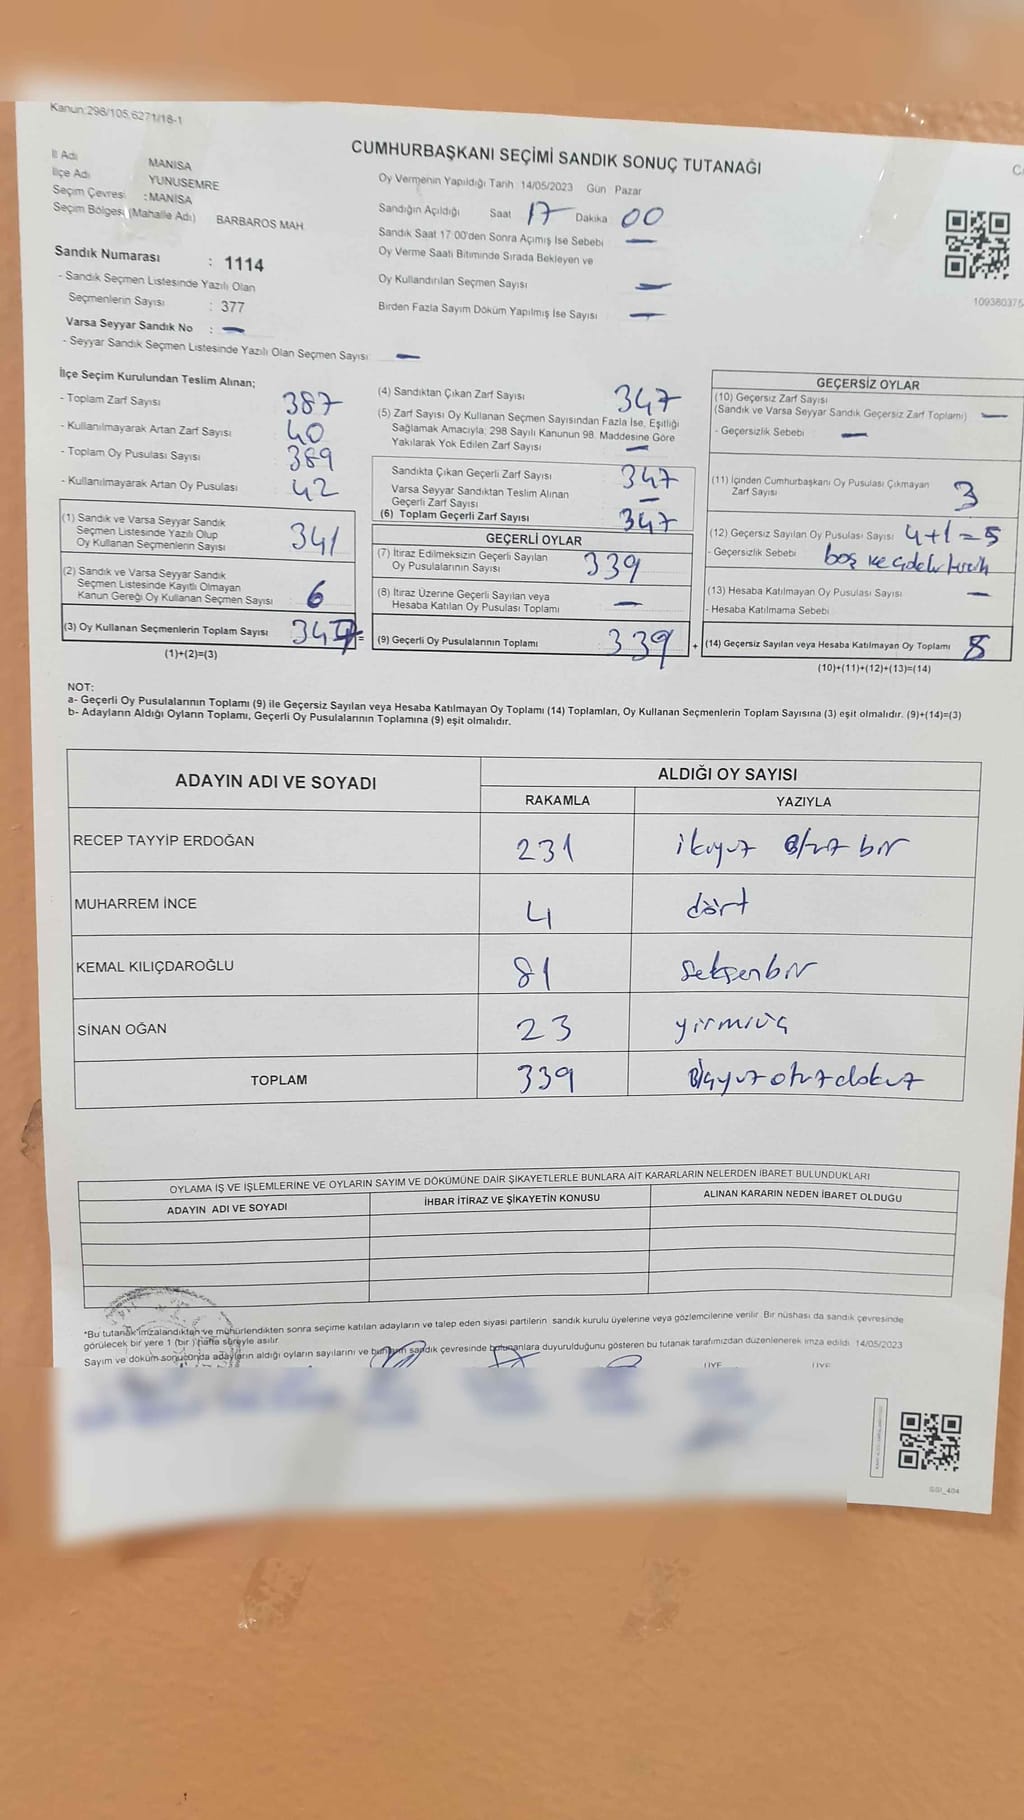 Kanun:298/105,6271/18-1
CUMHURBAŞKANI SEÇİMİ SANDIK SONUÇ TUTANAĞI
İl Adı MANİSA
İlçe Adı YUNUSEMRE
Seçim Çevresi :MANİSA
Seçim Bölgesi (Mahalle Adı) BARBAROS MAH.
Sandık Numarası : 1114
- Sandık Seçmen Listesinde Yazılı Olan
Seçmenlerin Sayısı : 377
Varsa Seyyar Sandık No : —
- Seyyar Sandık Seçmen Listesinde Yazılı Olan Seçmen Sayısı —
Oy Vermenin Yapıldığı Tarih :14/05/2023 Gün : Pazar
Sandığın Açıldığı Saat 17 Dakika : 00
Sandık Saat 17:00'den Sonra Açımış İse Sebebi —
Oy Verme Saati Bitiminde Sırada Bekleyen ve
Oy Kullandırılan Seçmen Sayısı —
Birden Fazla Sayım Döküm Yapılmış İse Sayısı —
109380375
İlçe Seçim Kurulundan Teslim Alınan;
- Toplam Zarf Sayısı : 387
- Kullanılmayarak Artan Zarf Sayısı : 40
- Toplam Oy Pusulası Sayısı : 389
- Kullanılmayarak Artan Oy Pusulası : 42
(1) Sandık ve Varsa Seyyar Sandık
Seçmen Listesinde Yazılı Olup
Oy Kullanan Seçmenlerin Sayısı 341
(2) Sandık ve Varsa Seyyar Sandık
Seçmen Listesinde Kayıtlı Olmayan
Kanun Gereği Oy Kullanan Seçmen Sayısı 6
(3) Oy Kullanan Seçmenlerin Toplam Sayısı 347 =
(1)+(2)=(3)
(4) Sandıktan Çıkan Zarf Sayısı 347
(5) Zarf Sayısı Oy Kullanan Seçmen Sayısından Fazla İse, Eşitliği
Sağlamak Amacıyla; 298 Sayılı Kanunun 98. Maddesine Göre
Yakılarak Yok Edilen Zarf Sayısı —
Sandıkta Çıkan Geçerli Zarf Sayısı 347
Varsa Seyyar Sandıktan Teslim Alınan
Geçerli Zarf Sayısı —
(6) Toplam Geçerli Zarf Sayısı 347
GEÇERLİ OYLAR
(7) İtiraz Edilmeksizin Geçerli Sayılan
Oy Pusulalarının Sayısı 339
(8) İtiraz Üzerine Geçerli Sayılan veya
Hesaba Katılan Oy Pusulası Toplamı —
(9) Geçerli Oy Pusulalarının Toplamı 339 +
GEÇERSİZ OYLAR
(10) Geçersiz Zarf Sayısı
(Sandık ve Varsa Seyyar Sandık Geçersiz Zarf Toplamı) —
- Geçersizlik Sebebi —
(11) İçinden Cumhurbaşkanı Oy Pusulası Çıkmayan
Zarf Sayısı 3
(12) Geçersiz Sayılan Oy Pusulası Sayısı : 4+1=5
- Geçersizlik Sebebi boş ve
(13) Hesaba Katılmayan Oy Pusulası Sayısı —
- Hesaba Katılmama Sebebi
(14) Geçersiz Sayılan veya Hesaba Katılmayan Oy Toplamı 8
(10)+(11)+(12)+(13)=(14)
NOT:
a- Geçerli Oy Pusulalarının Toplamı (9) ile Geçersiz Sayılan veya Hesaba Katılmayan Oy Toplamı (14) Toplamları, Oy Kullanan Seçmenlerin Toplam Sayısına (3) eşit olmalıdır. (9)+(14)=(3)
b- Adayların Aldığı Oyların Toplamı, Geçerli Oy Pusulalarının Toplamına (9) eşit olmalıdır.
ADAYIN ADI VE SOYADI ALDIĞI OY SAYISI
RAKAMLA YAZIYLA
RECEP TAYYİP ERDOĞAN 231 ikiyüz otuz bir
MUHARREM İNCE 4 dört
KEMAL KILIÇDAROĞLU 81 seksenbir
SİNAN OĞAN 23 yirmiüç
TOPLAM 339 üçyüzotuzdokuz
OYLAMA İŞ VE İŞLEMLERİNE VE OYLARIN SAYIM VE DÖKÜMÜNE DAİR ŞİKAYETLERLE BUNLARA AİT KARARLARIN NELERDEN İBARET BULUNDUKLARI
ADAYIN ADI VE SOYADI İHBAR İTİRAZ VE ŞİKAYETİN KONUSU ALINAN KARARIN NEDEN İBARET OLDUĞU
*Bu tutanak imzalandıktan ve mühürlendikten sonra seçime katılan adayların ve talep eden siyasi partilerin sandık kurulu üyelerine veya gözlemcilerine verilir. Bir nüshası da sandık çevresinde
görülecek bir yere 1 (bir) hafta süreyle asılır.
Sayım ve döküm sonucunda adayların aldığı oyların sayılarını ve bunların sandık çevresinde bulunanlara duyurulduğunu gösteren bu tutanak tarafımızdan düzenlenerek imza edildi. 14/05/2023
ÜYE ÜYE
GGI_404